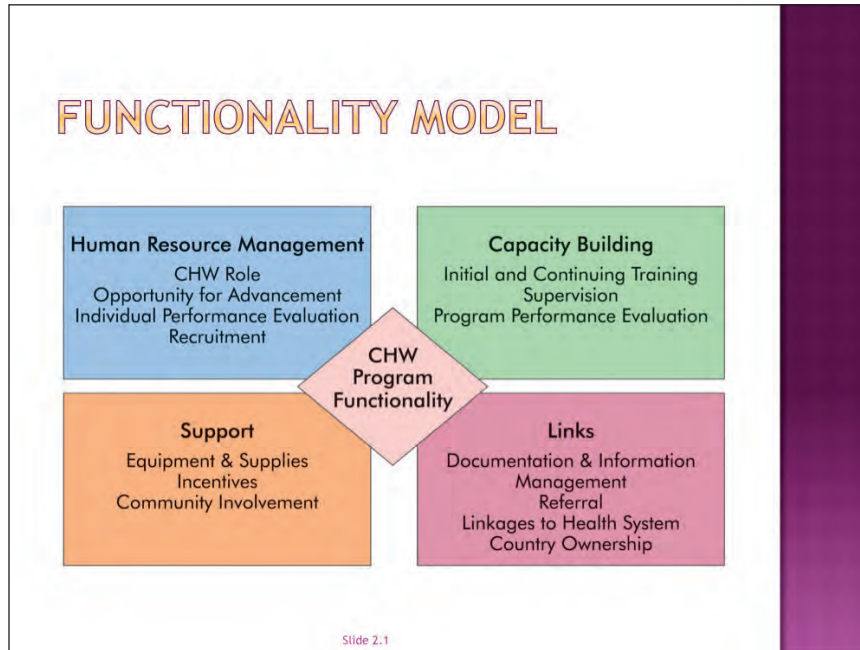 FUNCTIONALITY MODEL
Human Resource Management
CHW Role
Opportunity for Advancement
Individual Performance Evaluation
Recruitment
Capacity Building
Initial and Continuing Training
Supervision
Program Performance Evaluation
CHW
Program
Functionality
Support
Equipment & Supplies
Incentives
Community Involvement
Links
Documentation & Information
Management
Referral
Linkages to Health System
Country Ownership
Slide 2.1